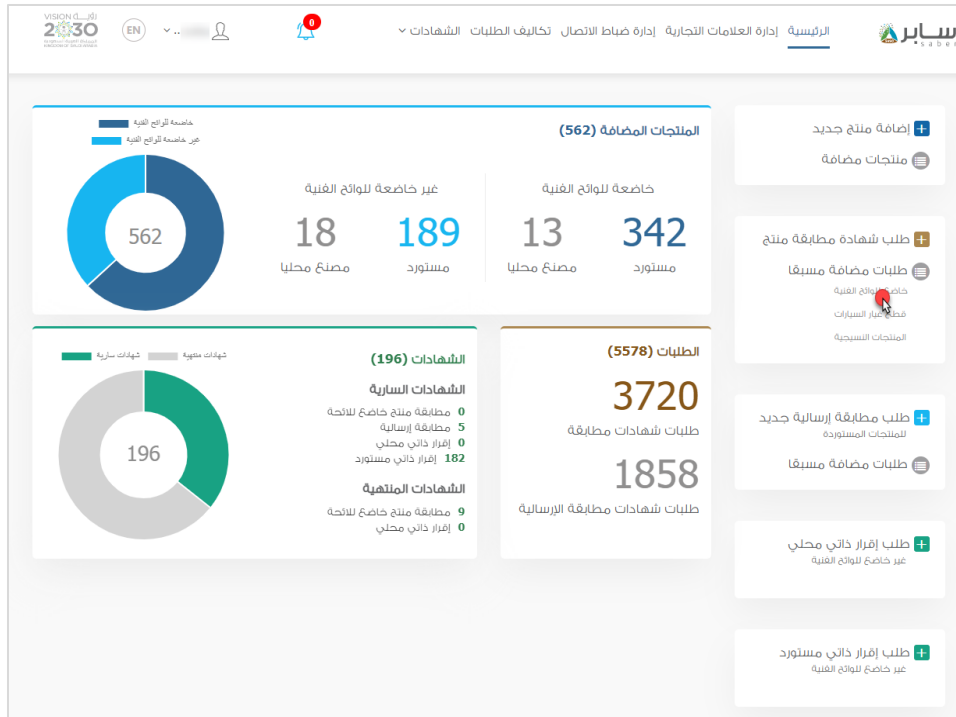 سـابر
saber
الرئيسية
إدارة العلامات التجارية
إدارة ضباط الاتصال
تكاليف الطلبات
الشهادات
0
..
EN
VISION رؤيــة
2030
إضافة منتج جديد
منتجات مضافة
طلب شهادة مطابقة منتج
طلبات مضافة مسبقا
قطع غيار السيارات
المنتجات النسيجية
طلب مطابقة إرسالية جديد
للمنتجات المستوردة
طلبات مضافة مسبقا
طلب إقرار ذاتي محلي
غير خاضع للوائح الفنية
طلب إقرار ذاتي مستورد
غير خاضع للوائح الفنية
المنتجات المضافة (562)
خاضعة للوائح الفنية
342
مستورد
13
مصنع محليا
غير خاضعة للوائح الفنية
189
مستورد
18
مصنع محليا
خاضعه للوائح الفنية
غير خاضعة للوائح الفنية
562
الطلبات (5578)
3720
طلبات شهادات مطابقة
1858
طلبات شهادات مطابقة الإرسالية
الشهادات (196)
الشهادات السارية
0 مطابقة منتج خاضع للائحة
5 مطابقة إرسالية
0 إقرار ذاتي محلي
182 إقرار ذاتي مستورد
الشهادات المنتهية
9 مطابقة منتج خاضع للائحة
0 إقرار ذاتي محلي
شهادات منتهية
شهادات سارية
196